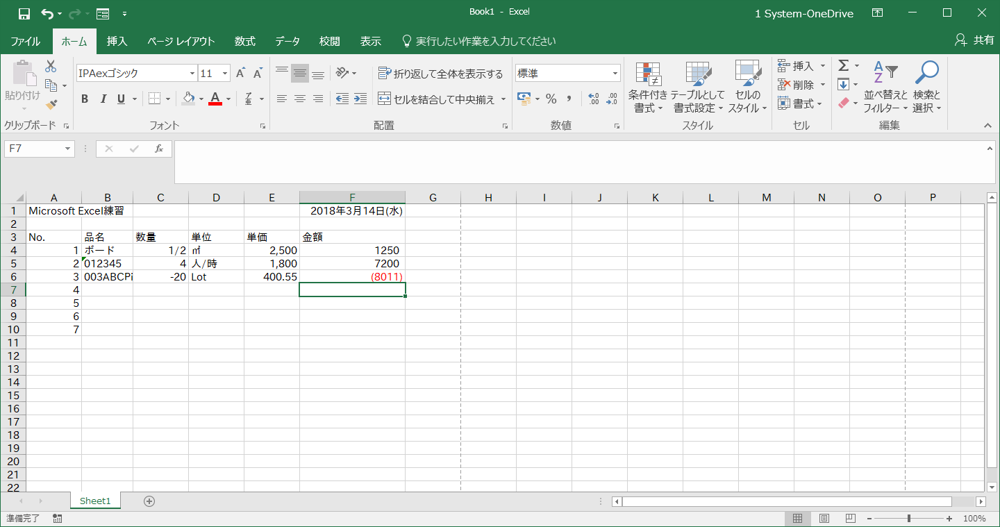 Book1 - Excel
1 System-OneDrive
ファイル ホーム 挿入 ページ レイアウト 数式 データ 校閲 表示 実行したい作業を入力してください 共有
IPAexゴシック 11 A A 折り返して全体を表示する 標準 挿入 Σ
貼り付け B I U A セルを結合して中央揃え % , 条件付き書式 テーブルとして書式設定 セルのスタイル 削除 書式 並べ替えとフィルター 検索と選択
クリップボード フォント 配置 数値 スタイル セル 編集
F7 fx
A B C D E F G H I J K L M N O P
1 Microsoft Excel練習 2018年3月14日(水)
2
3 No. 品名 数量 単位 単価 金額
4 1 ボード 1/2 ㎡ 2,500 1250
5 2 012345 4 人/時 1,800 7200
6 3 003ABCPi -20 Lot 400.55 (8011)
7 4
8 5
9 6
10 7
11
12
13
14
15
16
17
18
19
20
21
22
Sheet1
準備完了 100%